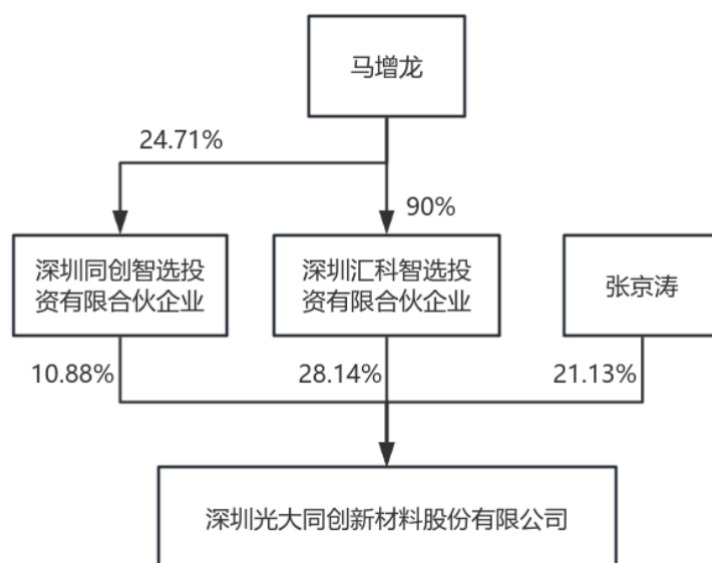 马增龙
24.71%
90%
深圳同创智选投
资有限合伙企业
深圳汇科智选投
资有限合伙企业
张京涛
10.88%
28.14%
21.13%
深圳光大同创新材料股份有限公司